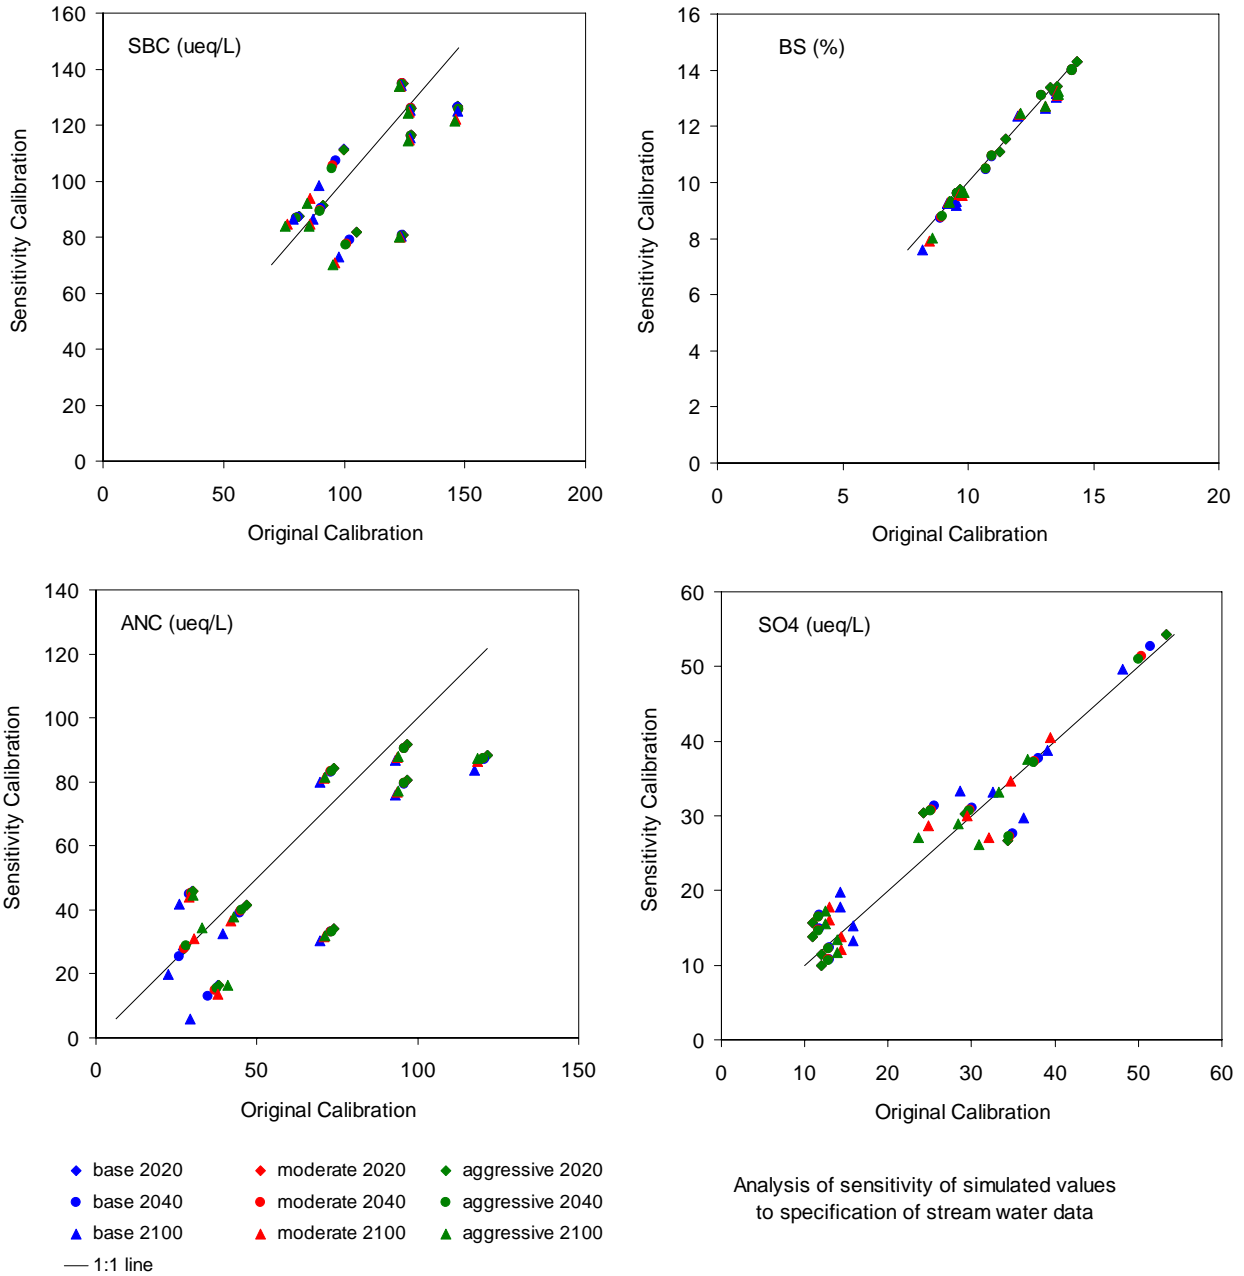 SBC (ueq/L)
160
140
120
100
80
60
40
20
0
0 50 100 150 200
Sensitivity Calibration
Original Calibration
BS (%)
16
14
12
10
8
6
4
2
0
0 5 10 15 20
Sensitivity Calibration
Original Calibration
ANC (ueq/L)
140
120
100
80
60
40
20
0
0 50 100 150
Sensitivity Calibration
Original Calibration
SO4 (ueq/L)
60
50
40
30
20
10
0
0 10 20 30 40 50 60
Sensitivity Calibration
Original Calibration
base 2020 moderate 2020 aggressive 2020
base 2040 moderate 2040 aggressive 2040
base 2100 moderate 2100 aggressive 2100
1:1 line
Analysis of sensitivity of simulated values
to specification of stream water data